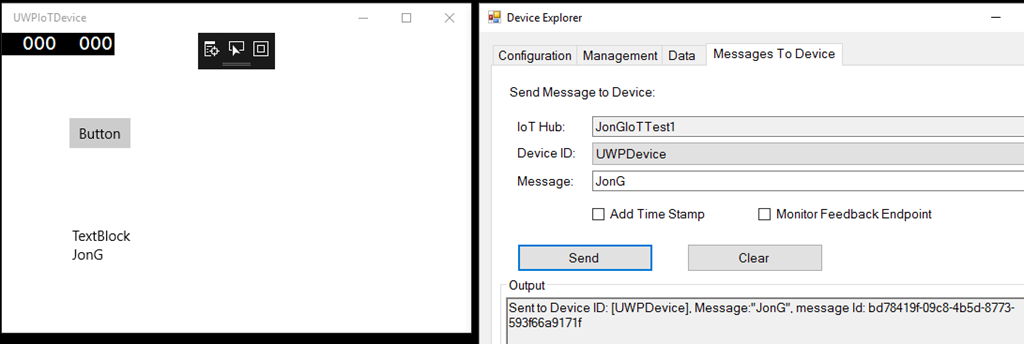 UWPIoTDevice
000 000
Button
TextBlock
JonG
Device Explorer
Configuration Management Data Messages To Device
Send Message to Device:
IoT Hub: JonGIoTTest1
Device ID: UWPDevice
Message: JonG
Add Time Stamp Monitor Feedback Endpoint
Send Clear
Output
Sent to Device ID: [UWPDevice], Message:"JonG", message Id: bd78419f-09c8-4b5d-8773-
593f66a9171f